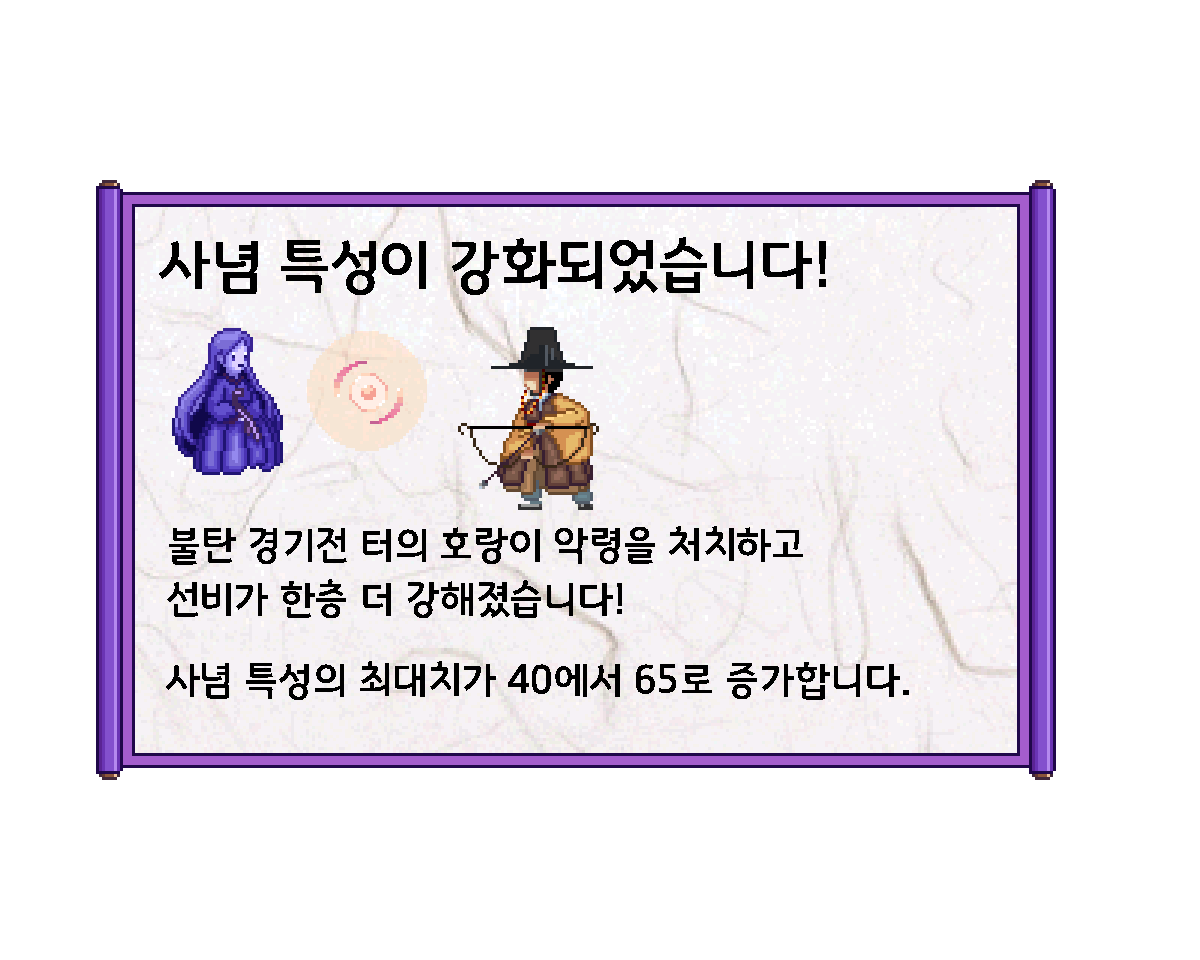 사념 특성이 강화되었습니다!
불탄 경기전 터의 호랑이 악령을 처치하고
선비가 한층 더 강해졌습니다!
사념 특성의 최대치가 40에서 65로 증가합니다.